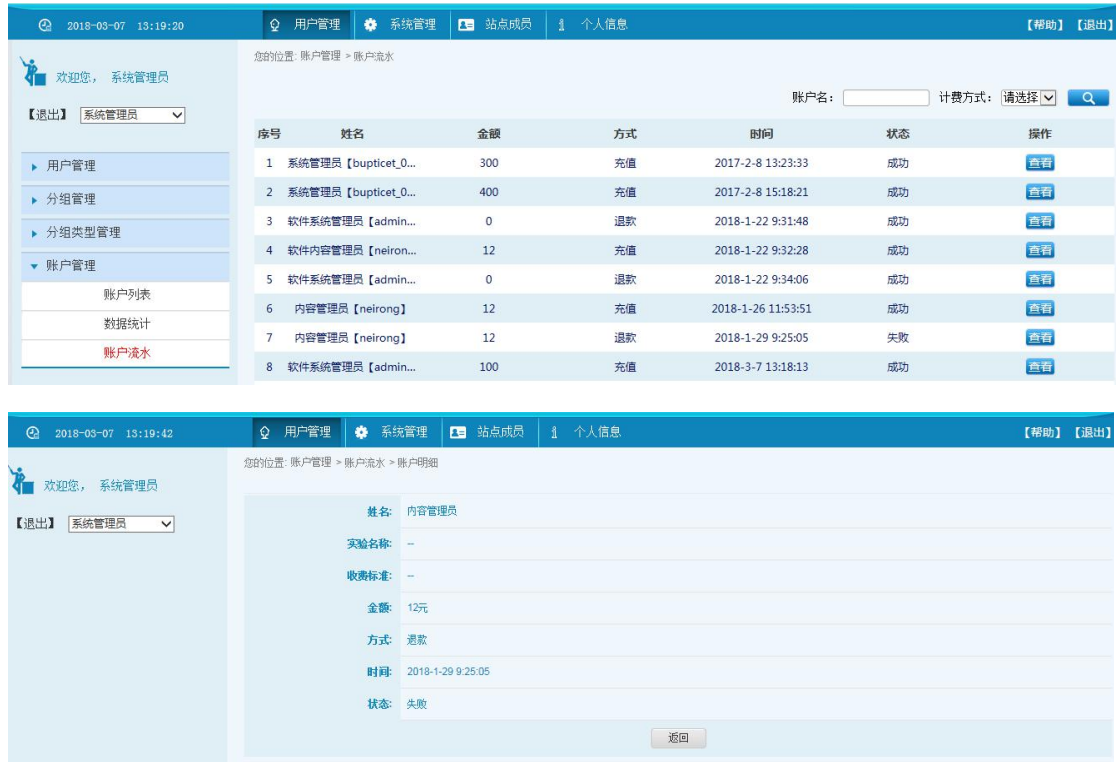 2018-03-07 13:19:20 用户管理 系统管理 站点成员 个人信息 【帮助】【退出】
欢迎您， 系统管理员
【退出】 系统管理员
用户管理
分组管理
分组类型管理
账户管理
账户列表
数据统计
账户流水
您的位置: 账户管理 > 账户流水
账户名： 计费方式： 请选择
序号 姓名 金额 方式 时间 状态 操作
1 系统管理员【bupticet_0... 300 充值 2017-2-8 13:23:33 成功 查看
2 系统管理员【bupticet_0... 400 充值 2017-2-8 15:18:21 成功 查看
3 软件系统管理员【admin... 0 退款 2018-1-22 9:31:48 成功 查看
4 软件内容管理员【neiron... 12 充值 2018-1-22 9:32:28 成功 查看
5 软件系统管理员【admin... 0 退款 2018-1-22 9:34:06 成功 查看
6 内容管理员【neirong】 12 充值 2018-1-26 11:53:51 成功 查看
7 内容管理员【neirong】 12 退款 2018-1-29 9:25:05 失败 查看
8 软件系统管理员【admin... 100 充值 2018-3-7 13:18:13 成功 查看
2018-03-07 13:19:42 用户管理 系统管理 站点成员 个人信息 【帮助】【退出】
欢迎您， 系统管理员
【退出】 系统管理员
您的位置: 账户管理 > 账户流水 > 账户明细
姓名: 内容管理员
实验名称: --
收费标准: --
金额: 12元
方式: 退款
时间: 2018-1-29 9:25:05
状态: 失败
返回